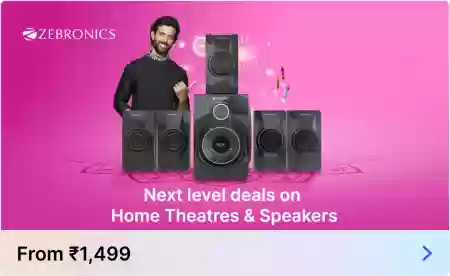 ZEBRONICS
Next level deals on
Home Theatres & Speakers
From ₹1,499